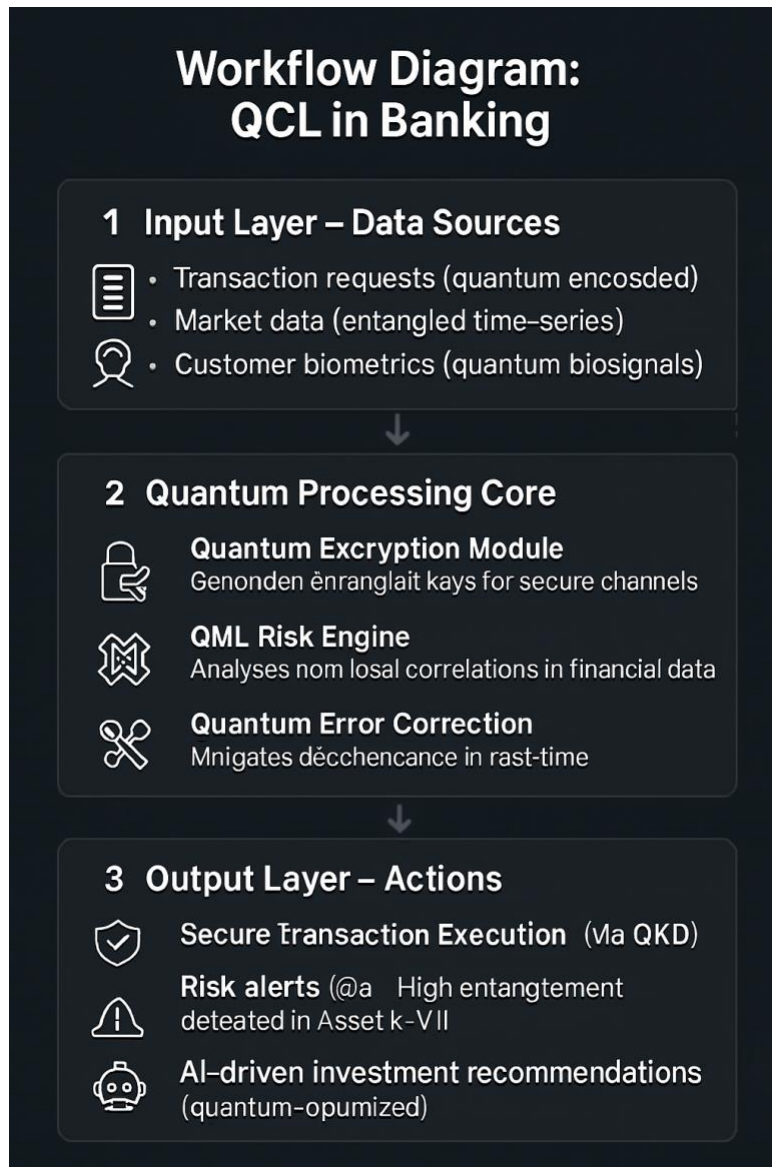 Workflow Diagram:
QCL in Banking
1 Input Layer – Data Sources
• Transaction requests (quantum encosded)
• Market data (entangled time–series)
• Customer biometrics (quantum biosignals)
2 Quantum Processing Core
Quantum Excryption Module
Genonden ènranglait kays for secure channels
QML Risk Engine
Analyses nom losal correlations in financial data
Quantum Error Correction
Mnigates dĕcchencance in rast-time
3 Output Layer – Actions
Secure Transaction Execution (Via QKD)
Risk alerts (@a High entangtement
deteated in Asset k-VII
AI–driven investment recommendations
(quantum-opumized)